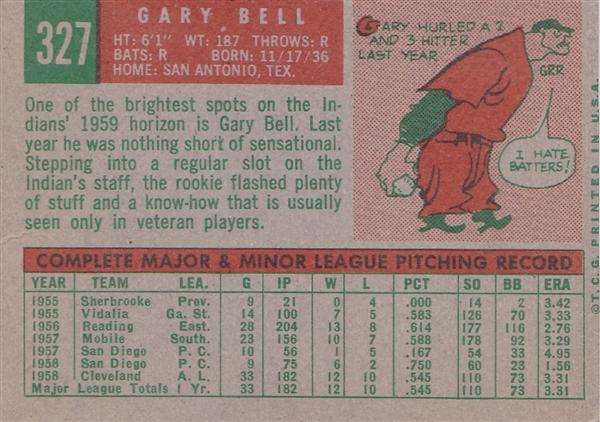 327
GARY BELL
HT: 6'1" WT: 187 THROWS: R
BATS: R BORN: 11/17/36
HOME: SAN ANTONIO, TEX.
One of the brightest spots on the In-
dians' 1959 horizon is Gary Bell. Last
year he was nothing short of sensational.
Stepping into a regular slot on the
Indian's staff, the rookie flashed plenty
of stuff and a know-how that is usually
seen only in veteran players.
GARY HURLED A 2
AND 3 HITTER
LAST YEAR
GRR
I HATE
BATTERS!
COMPLETE MAJOR & MINOR LEAGUE PITCHING RECORD
YEAR TEAM LEA. G IP W L PCT SO BB ERA
1955 Sherbrooke Prov. 9 21 0 4 .000 14 2 3.42
1955 Vidalia Ga. St. 14 100 7 5 .583 126 70 3.33
1956 Reading East. 28 204 13 8 .614 177 116 2.76
1957 Mobile South. 23 156 10 7 .588 178 92 3.29
1957 San Diego P. C. 10 56 1 5 .167 54 33 4.95
1958 San Diego P. C. 9 75 6 2 .750 60 23 1.56
1958 Cleveland A. L. 33 182 12 10 .545 110 73 3.31
Major League Totals 1 Yr. 33 182 12 10 .545 110 73 3.31
©T.C.G. PRINTED IN U.S.A.